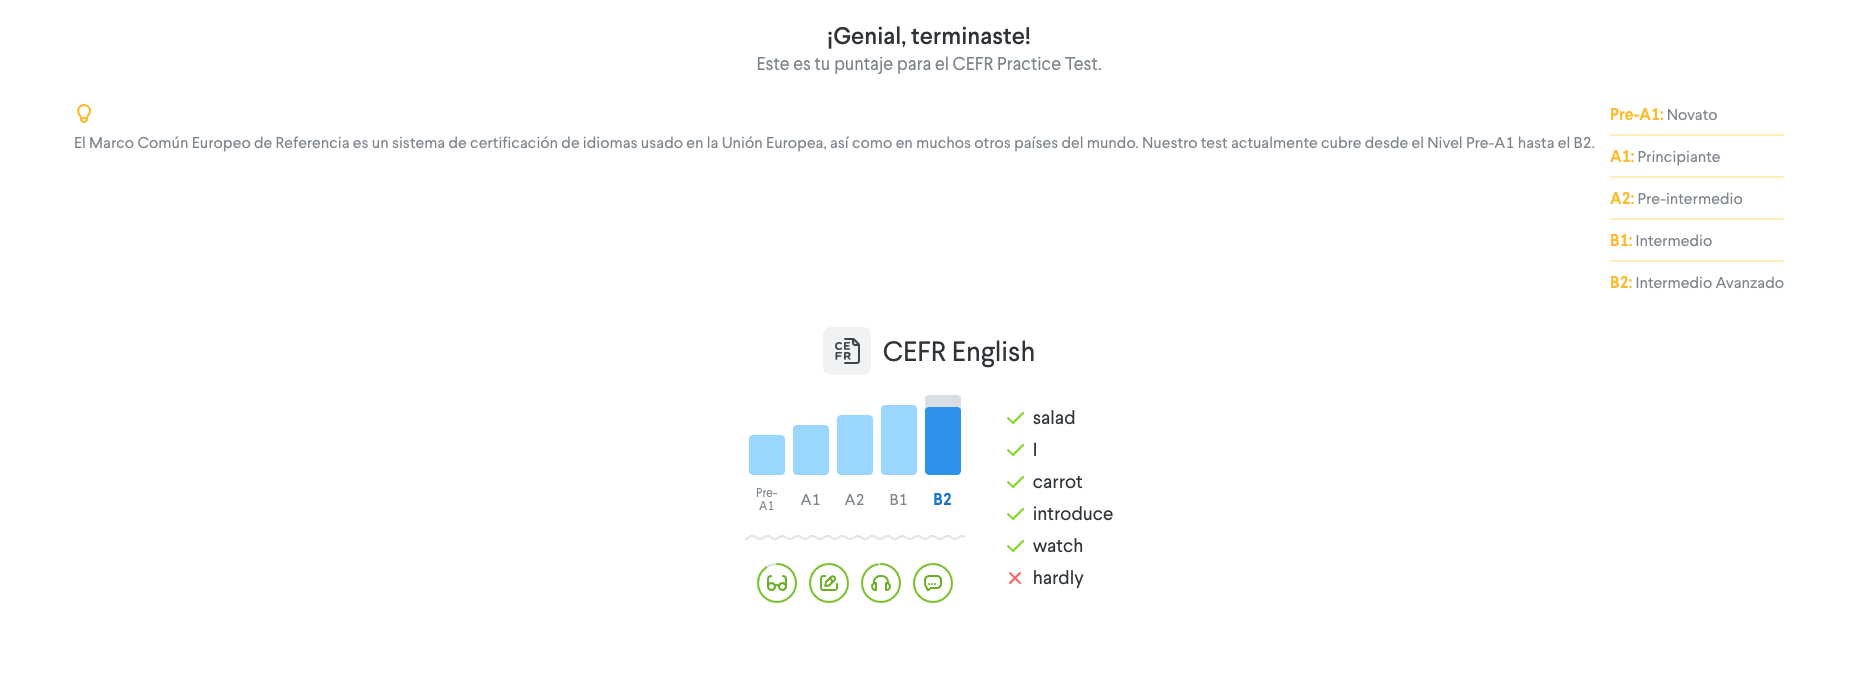 ¡Genial, terminaste!
Este es tu puntaje para el CEFR Practice Test.
El Marco Común Europeo de Referencia es un sistema de certificación de idiomas usado en la Unión Europea, así como en muchos otros países del mundo. Nuestro test actualmente cubre desde el Nivel Pre-A1 hasta el B2.
Pre-A1: Novato
A1: Principiante
A2: Pre-intermedio
B1: Intermedio
B2: Intermedio Avanzado
CE
FR
CEFR English
Pre-
A1
A1
A2
B1
B2
salad
I
carrot
introduce
watch
hardly